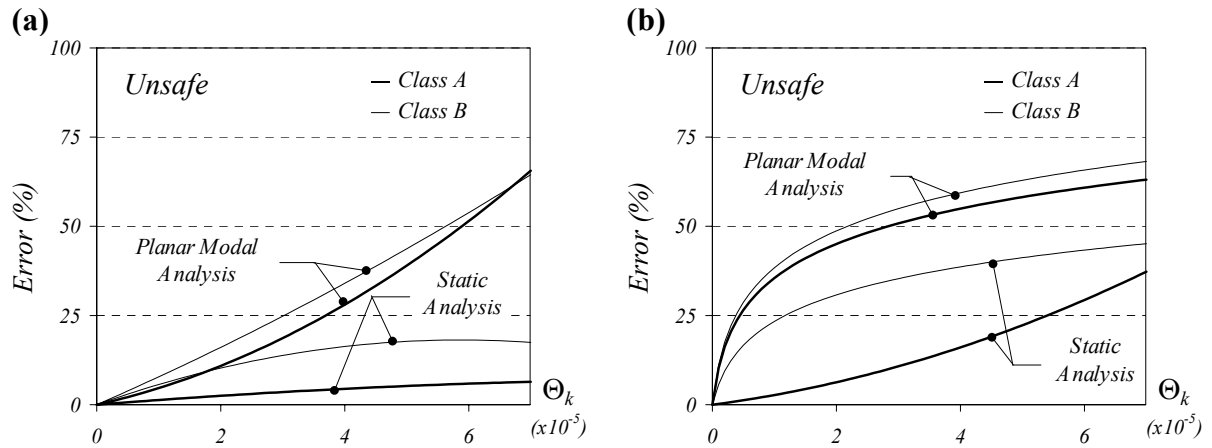 (a)
100
75
50
25
0
Error (%)
Unsafe
Class A
Class B
Planar Modal
Analysis
Static
Analysis
Θk
0
2
4
6
(x10-5)
(b)
100
75
50
25
0
Error (%)
Unsafe
Class A
Class B
Planar Modal
Analysis
Static
Analysis
Θk
0
2
4
6
(x10-5)